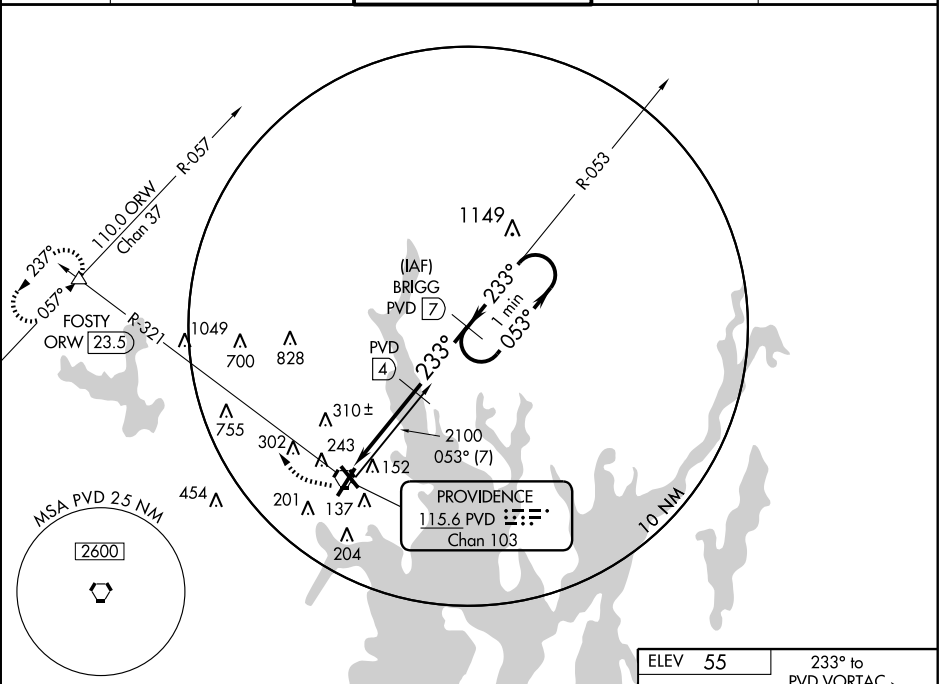 R-057
R-053
110.0 ORW
Chan 37
1149
237°
057°
(IAF)
BRIGG
PVD 7
233°
1 min
053°
FOSTY
ORW 23.5
R-321
1049
700
828
PVD
4
233°
310±
755
302
243
2100
053° (7)
152
454
201
137
204
PROVIDENCE
115.6 PVD
Chan 103
10 NM
MSA PVD 25 NM
2600
ELEV 55
233° to
PVD VORTAC